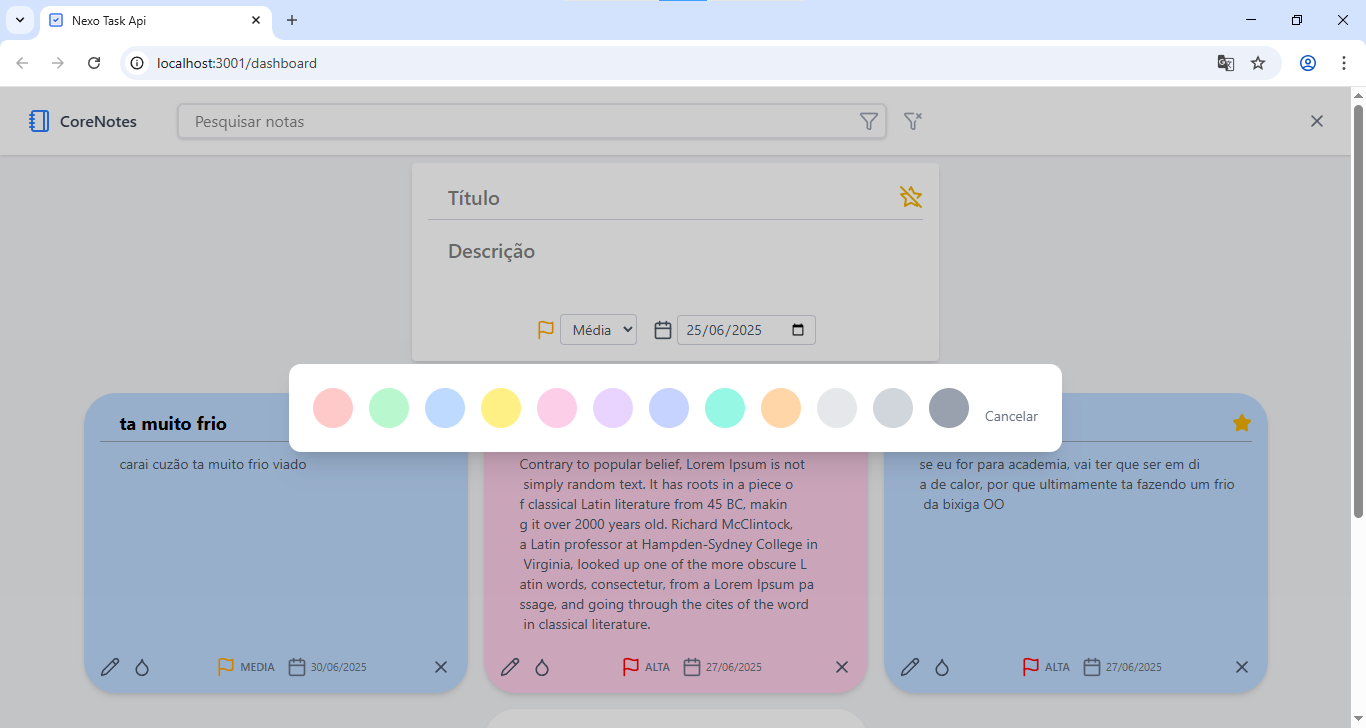 Nexo Task Api
localhost:3001/dashboard
CoreNotes
Pesquisar notas
Título
Descrição
Média
25/06/2025
Cancelar
ta muito frio
carai cuzão ta muito frio viado
MEDIA
30/06/2025
Contrary to popular belief, Lorem Ipsum is not
simply random text. It has roots in a piece o
f classical Latin literature from 45 BC, makin
g it over 2000 years old. Richard McClintock,
a Latin professor at Hampden-Sydney College in
Virginia, looked up one of the more obscure L
atin words, consectetur, from a Lorem Ipsum pa
ssage, and going through the cites of the word
in classical literature.
ALTA
27/06/2025
se eu for para academia, vai ter que ser em di
a de calor, por que ultimamente ta fazendo um frio
da bixiga OO
ALTA
27/06/2025